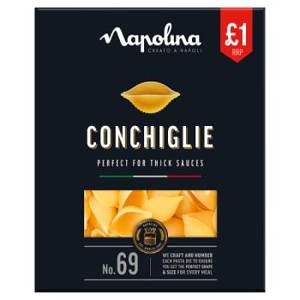 Napolina
CREATO A NAPOLI
£1
RRP
CONCHIGLIE
PERFECT FOR THICK SAUCES
No.69
WE CRAFT AND NUMBER
EACH PASTA DIE TO ENSURE
YOU GET THE PERFECT SHAPE
& SIZE FOR EVERY MEAL